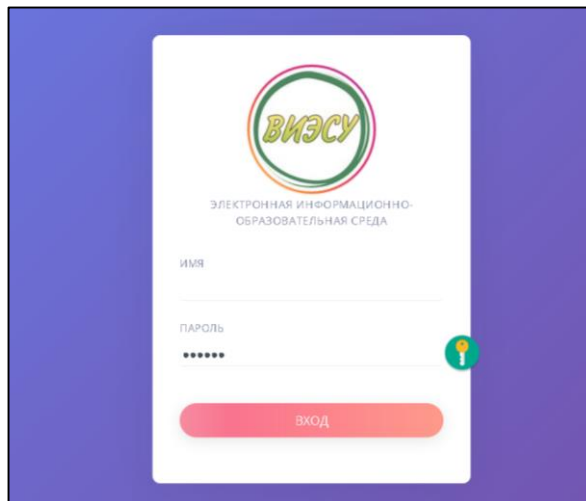 ВИЭСУ
ЭЛЕКТРОННАЯ ИНФОРМАЦИОННО-
ОБРАЗОВАТЕЛЬНАЯ СРЕДА
ИМЯ
ПАРОЛЬ
••••••
ВХОД